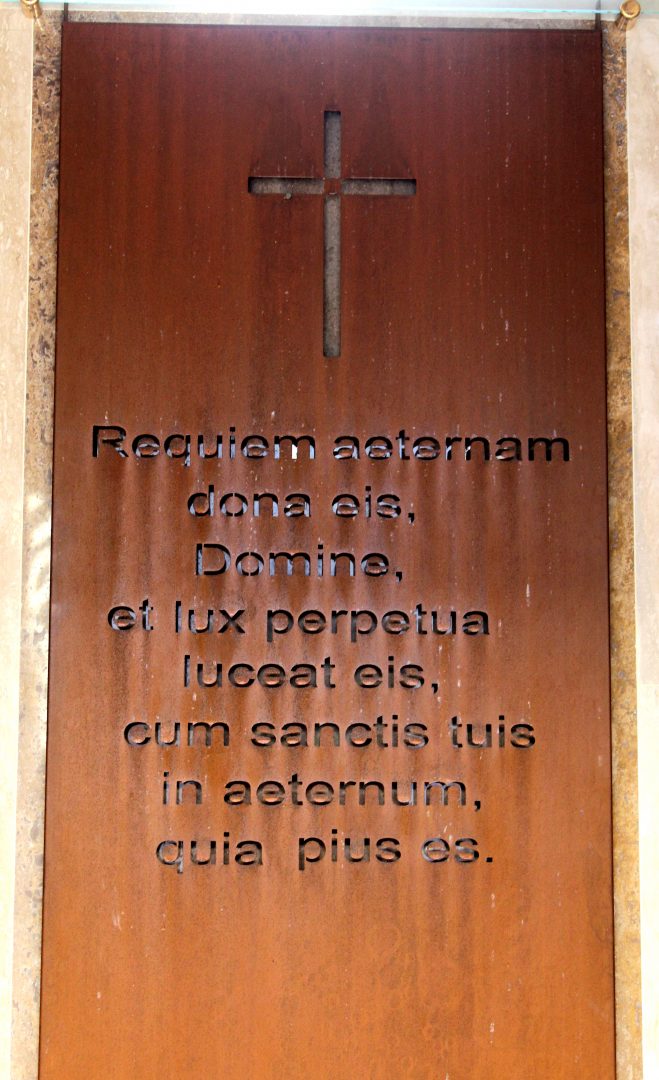 Requiem aeternam
dona eis,
Domine,
et lux perpetua
luceat eis,
cum sanctis tuis
in aeternum,
quia pius es.